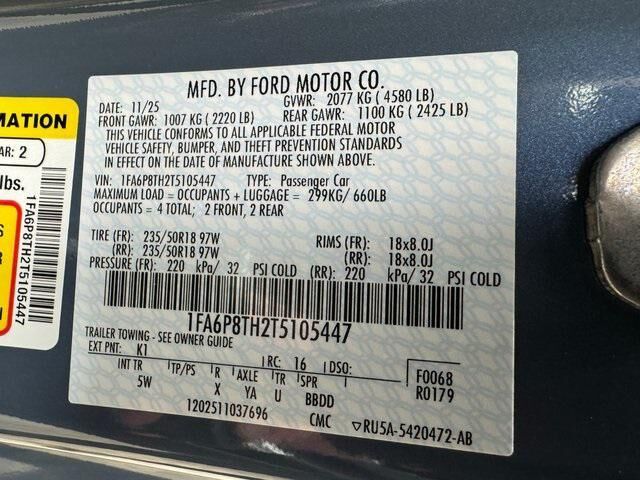 MFD. BY FORD MOTOR CO.
DATE: 11/25 GVWR: 2077 KG ( 4580 LB)
FRONT GAWR: 1007 KG ( 2220 LB) REAR GAWR: 1100 KG ( 2425 LB)
THIS VEHICLE CONFORMS TO ALL APPLICABLE FEDERAL MOTOR
VEHICLE SAFETY, BUMPER, AND THEFT PREVENTION STANDARDS
IN EFFECT ON THE DATE OF MANUFACTURE SHOWN ABOVE.
VIN: 1FA6P8TH2T5105447 TYPE: Passenger Car
MAXIMUM LOAD = OCCUPANTS + LUGGAGE = 299KG/ 660LB
OCCUPANTS = 4 TOTAL; 2 FRONT, 2 REAR
TIRE (FR): 235/50R18 97W RIMS (FR): 18x8.0J
(RR): 235/50R18 97W (RR): 18x8.0J
PRESSURE (FR): 220 kPa/ 32 PSI COLD (RR): 220 kPa/ 32 PSI COLD
1FA6P8TH2T5105447
TRAILER TOWING - SEE OWNER GUIDE
EXT PNT: K1 RC: 16 DSO:
INT TR TP/PS R AXLE TR SPR F0068
5W X YA U BBDD R0179
1202511037696 CMC ▽RU5A-5420472-AB
MATION
AR: 2
lbs.
1FA6P8TH2T5105447
S
R
N